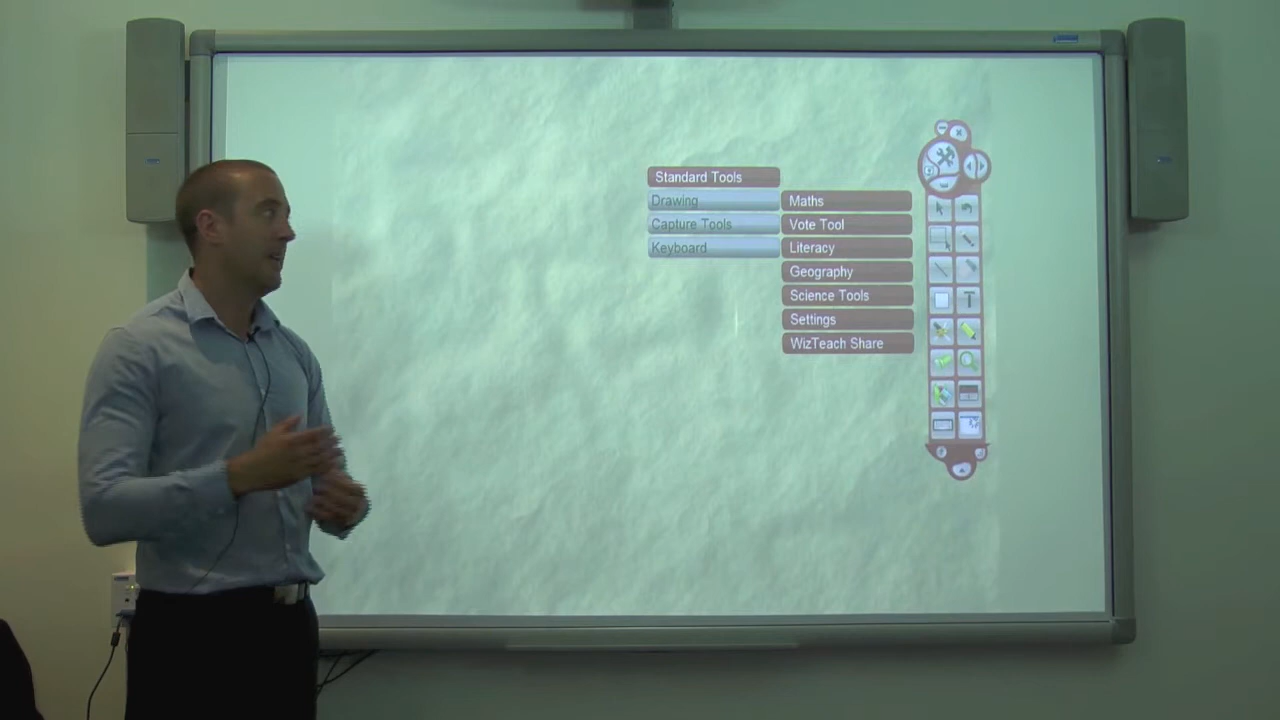 Standard Tools
Drawing
Capture Tools
Keyboard
Maths
Vote Tool
Literacy
Geography
Science Tools
Settings
WizTeach Share
T